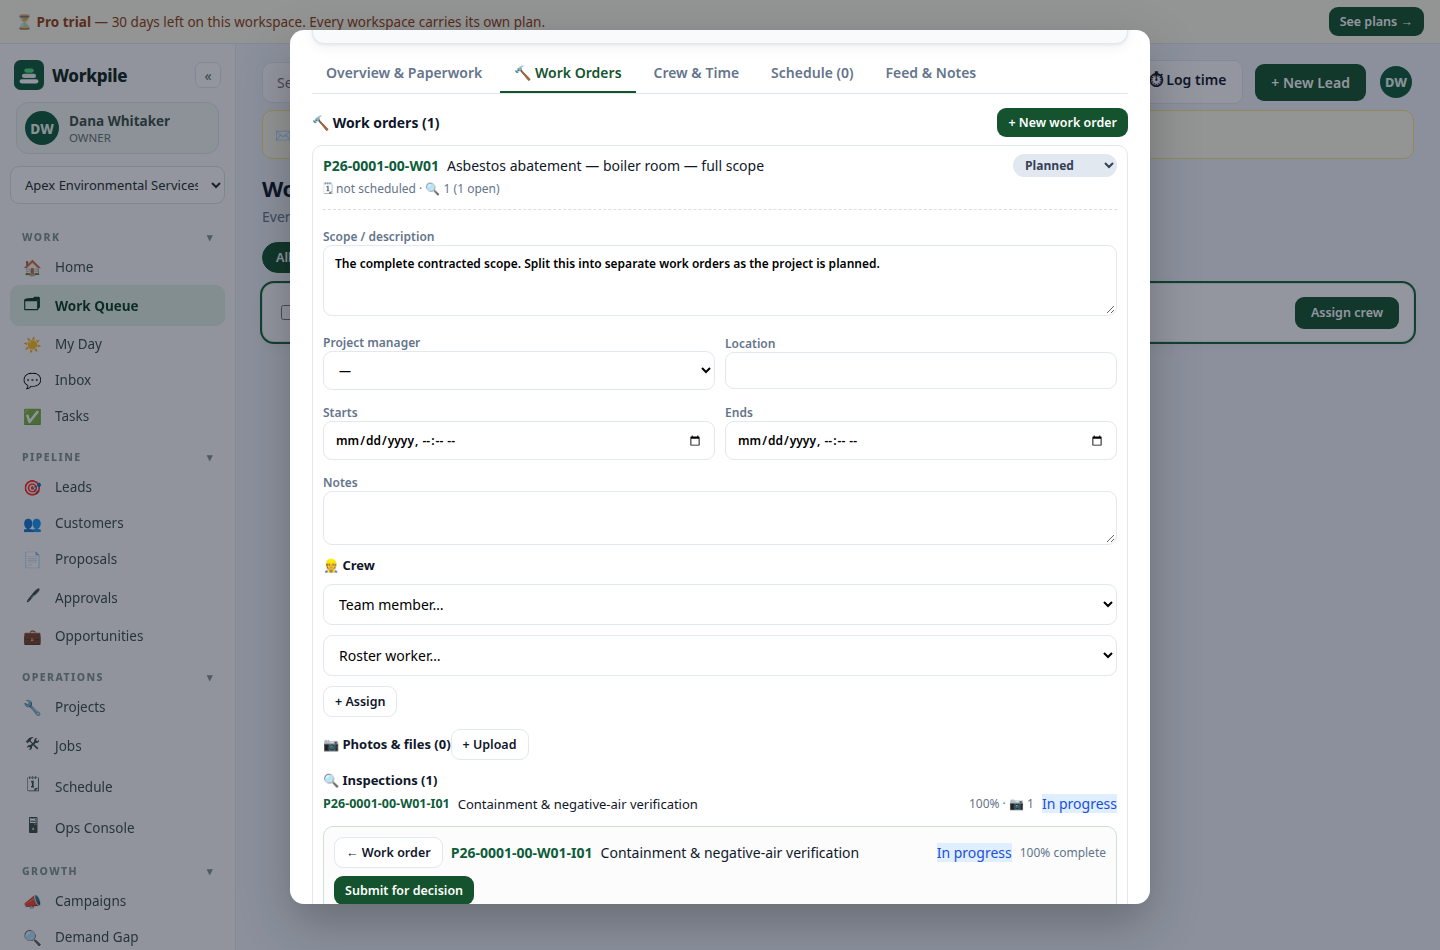 ⏳ Pro trial — 30 days left on this workspace. Every workspace carries its own plan.
See plans →
Workpile
«
DW
Dana Whitaker
OWNER
Apex Environmental Services
WORK
Home
Work Queue
My Day
Inbox
Tasks
PIPELINE
Leads
Customers
Proposals
Approvals
Opportunities
OPERATIONS
Projects
Jobs
Schedule
Ops Console
GROWTH
Campaigns
Demand Gap
Log time
+ New Lead
DW
Assign crew
Overview & Paperwork
🔨 Work Orders
Crew & Time
Schedule (0)
Feed & Notes
🔨 Work orders (1)
+ New work order
P26-0001-00-W01 Asbestos abatement — boiler room — full scope
Planned
🗓 not scheduled · 🔍 1 (1 open)
Scope / description
The complete contracted scope. Split this into separate work orders as the project is planned.
Project manager
—
Location
Starts
mm/dd/yyyy, --:-- --
Ends
mm/dd/yyyy, --:-- --
Notes
👷 Crew
Team member...
Roster worker...
+ Assign
📷 Photos & files (0)
+ Upload
🔍 Inspections (1)
P26-0001-00-W01-I01 Containment & negative-air verification
100% · 📷 1 In progress
← Work order
P26-0001-00-W01-I01 Containment & negative-air verification
In progress 100% complete
Submit for decision